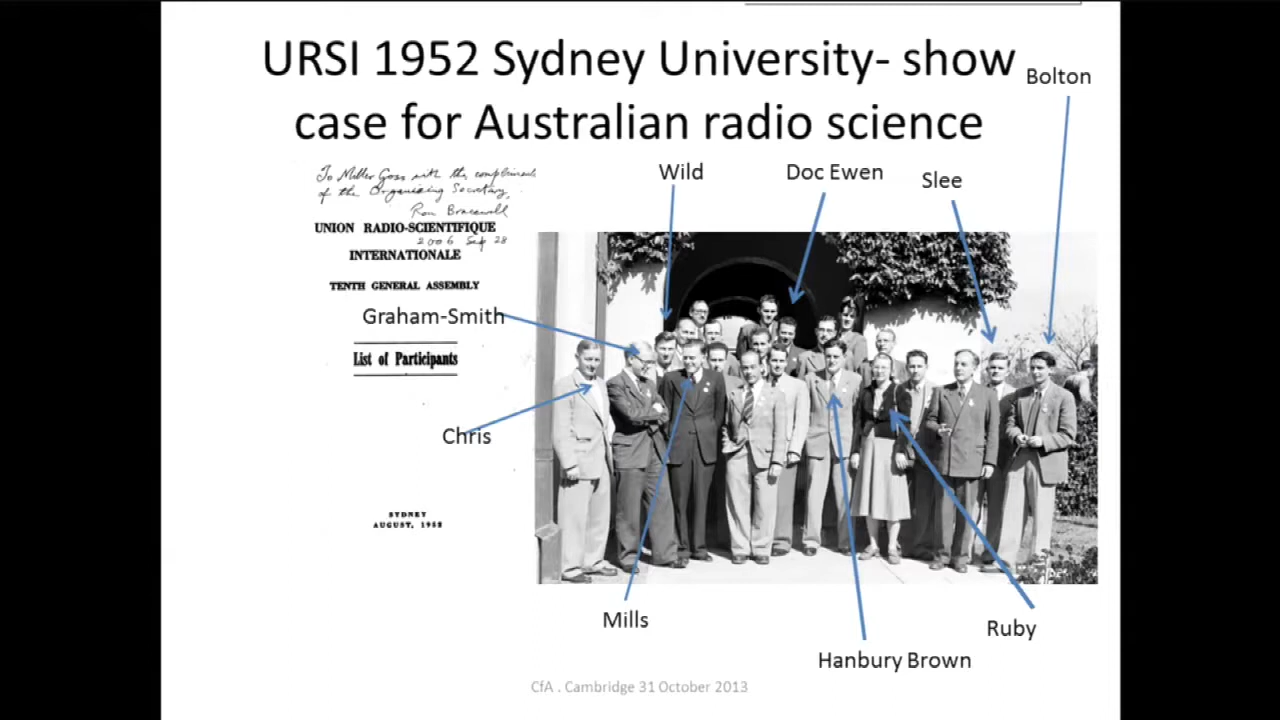 URSI 1952 Sydney University- show
case for Australian radio science
Bolton
Wild
Doc Ewen
Slee
To Miller Goss with the compliments
of the Organizing Secretary,
Ron Bracewell
UNION RADIO-SCIENTIFIQUE
2006 Sep 28
INTERNATIONALE
TENTH GENERAL ASSEMBLY
Graham-Smith
List of Participants
Chris
SYDNEY
AUGUST, 1952
Mills
Ruby
Hanbury Brown
CfA . Cambridge 31 October 2013